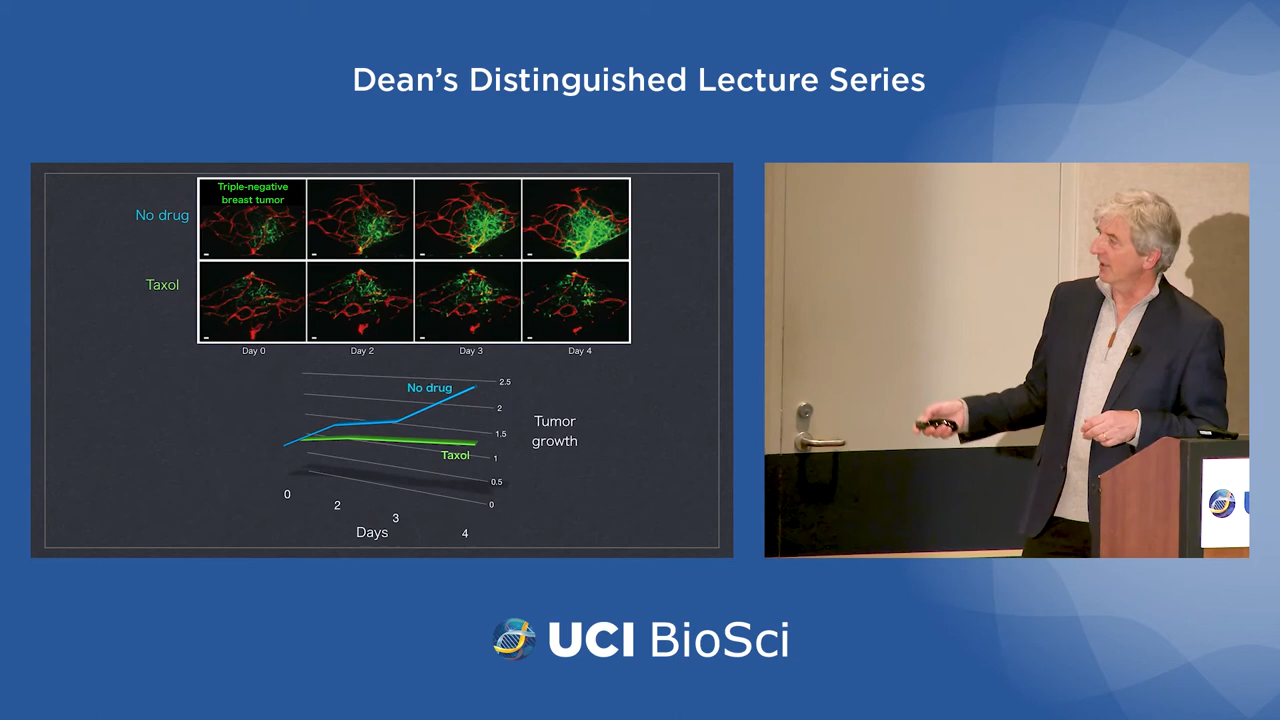 Dean's Distinguished Lecture Series
No drug
Triple-negative
breast tumor
Taxol
Day 0
Day 2
Day 3
Day 4
No drug
Taxol
2.5
2
1.5
1
0.5
0
Tumor
growth
0
2
3
4
Days
UCI BioSci